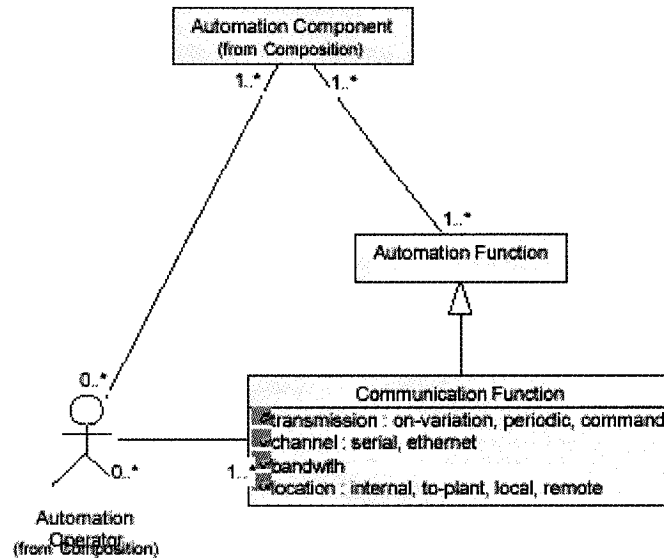 Automation Component
(from Composition)
1..*
1..*
1..*
Automation Function
0..*
Communication Function
transmission : on-variation, periodic, command
channel : serial, ethernet
bandwith
location : internal, to-plant, local, remote
0..*
1..*
Automation
Operator
(from Composition)